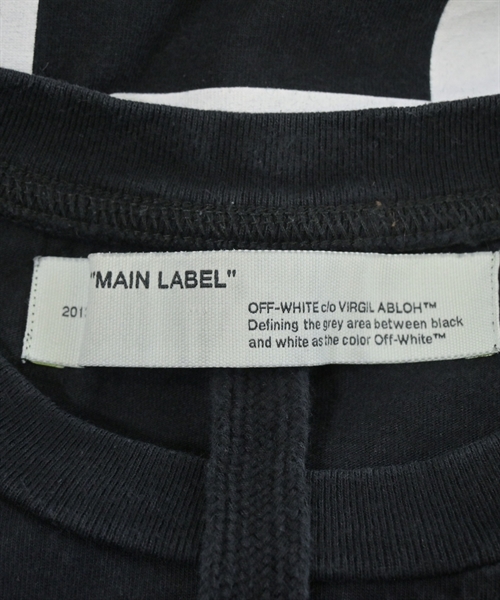 "MAIN LABEL"
OFF-WHITE c/o VIRGIL ABLOH™
Defining the grey area between black
and white as the color Off-White™